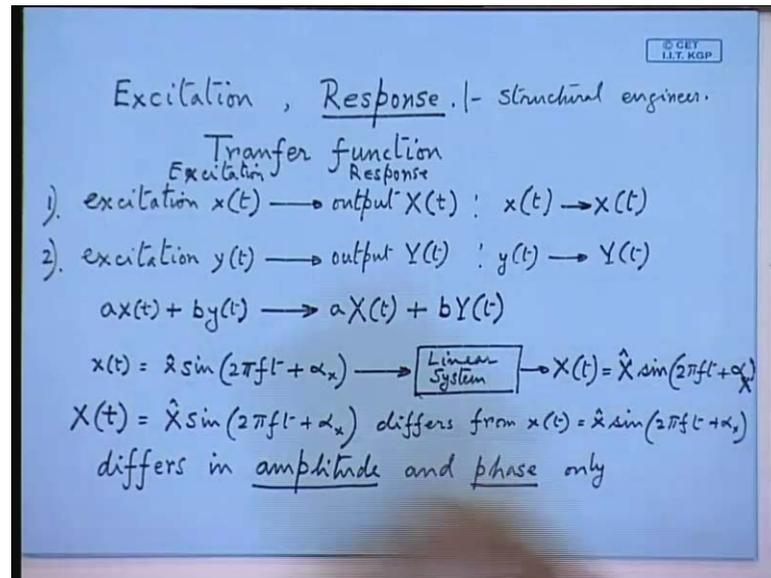 © CET
I.I.T. KGP
Excitation , Response . |- Structural engineer.
Tranfer function
Excitation Response
1). excitation x(t) → output X(t) : x(t) → X(t)
2). excitation y(t) → output Y(t) : y(t) → Y(t)
ax(t) + by(t) → aX(t) + bY(t)
x(t) = x̂ sin (2πft + αx) → Linear System → X(t) = X̂ sin(2πft + αX)
X(t) = X̂ sin (2πft + αx) differs from x(t) = x̂ sin (2πft + αx)
differs in amplitude and phase only